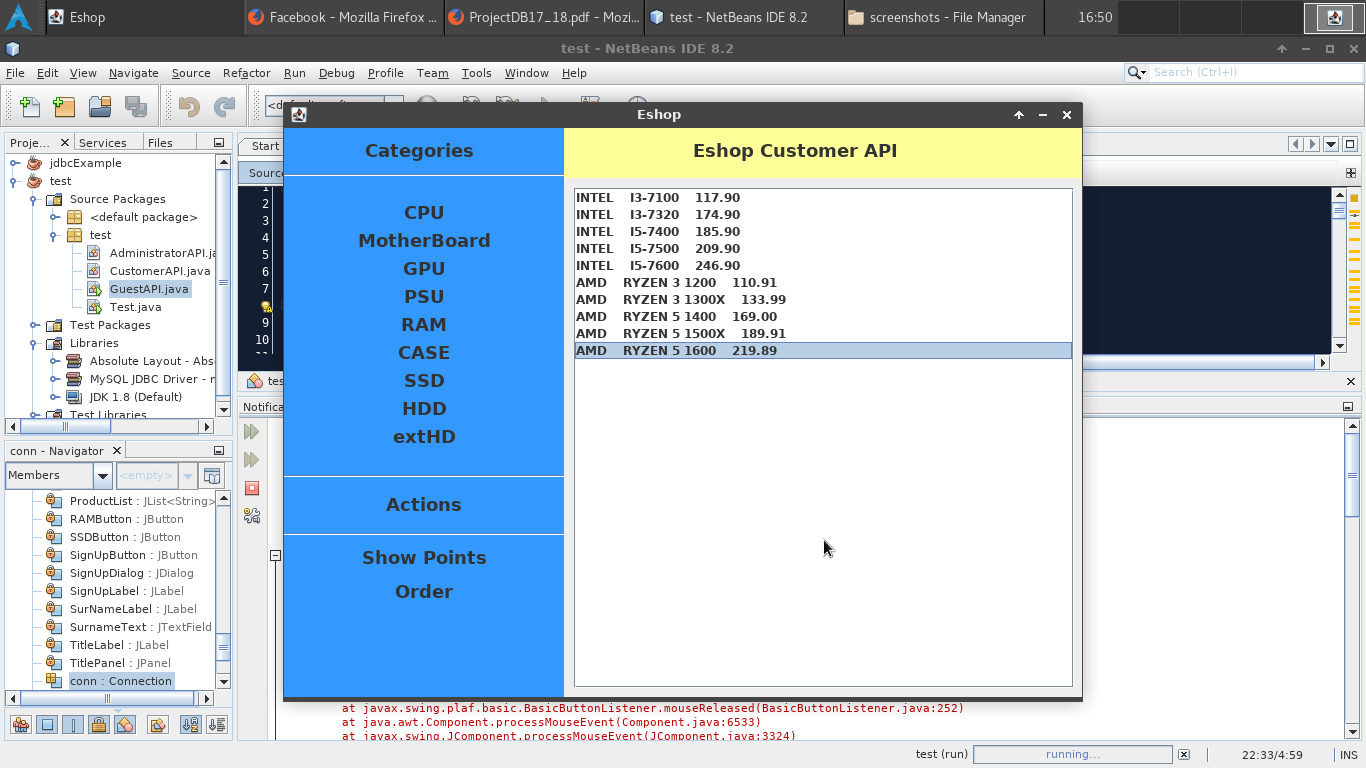 Eshop
Facebook - Mozilla Firefox ...
ProjectDB17_18.pdf - Mozi...
test - NetBeans IDE 8.2
screenshots - File Manager
16:50
test - NetBeans IDE 8.2
File Edit View Navigate Source Refactor Run Debug Profile Team Tools Window Help
Search (Ctrl+I)
Eshop
Proje...
Services
Files
Start
Source
jdbcExample
test
Source Packages
<default package>
test
AdministratorAPI.ja
CustomerAPI.java
GuestAPI.java
Test.java
Test Packages
Libraries
Absolute Layout - Abs
MySQL JDBC Driver - m
JDK 1.8 (Default)
Test Libraries
1
2
3
4
5
6
7
9
10
11
tes
Notifica
Categories
CPU
MotherBoard
GPU
PSU
RAM
CASE
SSD
HDD
extHD
Actions
Show Points
Order
Eshop Customer API
INTEL I3-7100 117.90
INTEL I3-7320 174.90
INTEL I5-7400 185.90
INTEL I5-7500 209.90
INTEL I5-7600 246.90
AMD RYZEN 3 1200 110.91
AMD RYZEN 3 1300X 133.99
AMD RYZEN 5 1400 169.00
AMD RYZEN 5 1500X 189.91
AMD RYZEN 5 1600 219.89
conn - Navigator
Members
<empty>
ProductList : JList<String>
RAMButton : JButton
SSDButton : JButton
SignUpButton : JButton
SignUpDialog : JDialog
SignUpLabel : JLabel
SurNameLabel : JLabel
SurnameText : JTextField
TitleLabel : JLabel
TitlePanel : JPanel
conn : Connection
at javax.swing.plaf.basic.BasicButtonListener.mouseReleased(BasicButtonListener.java:252)
at java.awt.Component.processMouseEvent(Component.java:6533)
at javax.swing.JComponent.processMouseEvent(JComponent.java:3324)
test (run)
running...
22:33/4:59
INS